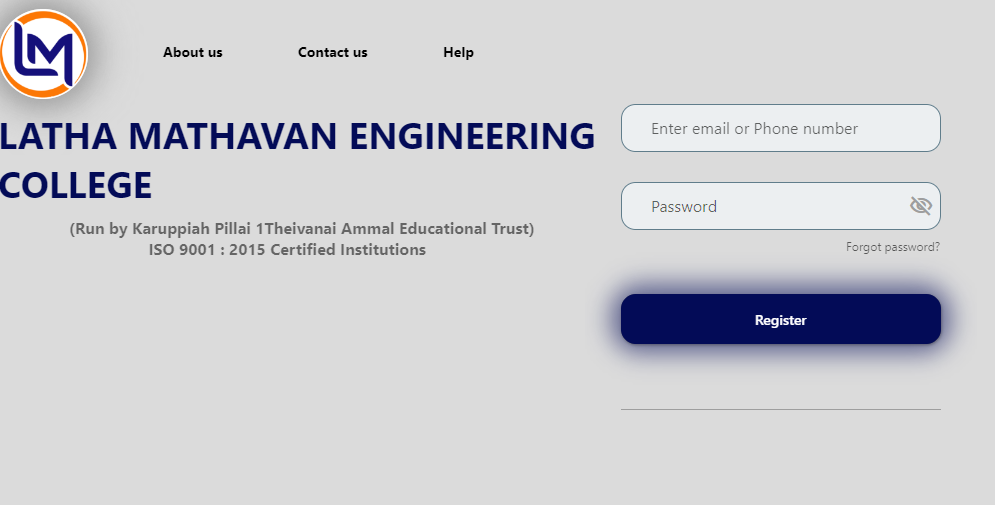 LM
About us
Contact us
Help
LATHA MATHAVAN ENGINEERING
COLLEGE
(Run by Karuppiah Pillai 1Theivanai Ammal Educational Trust)
ISO 9001 : 2015 Certified Institutions
Enter email or Phone number
Password
Forgot password?
Register